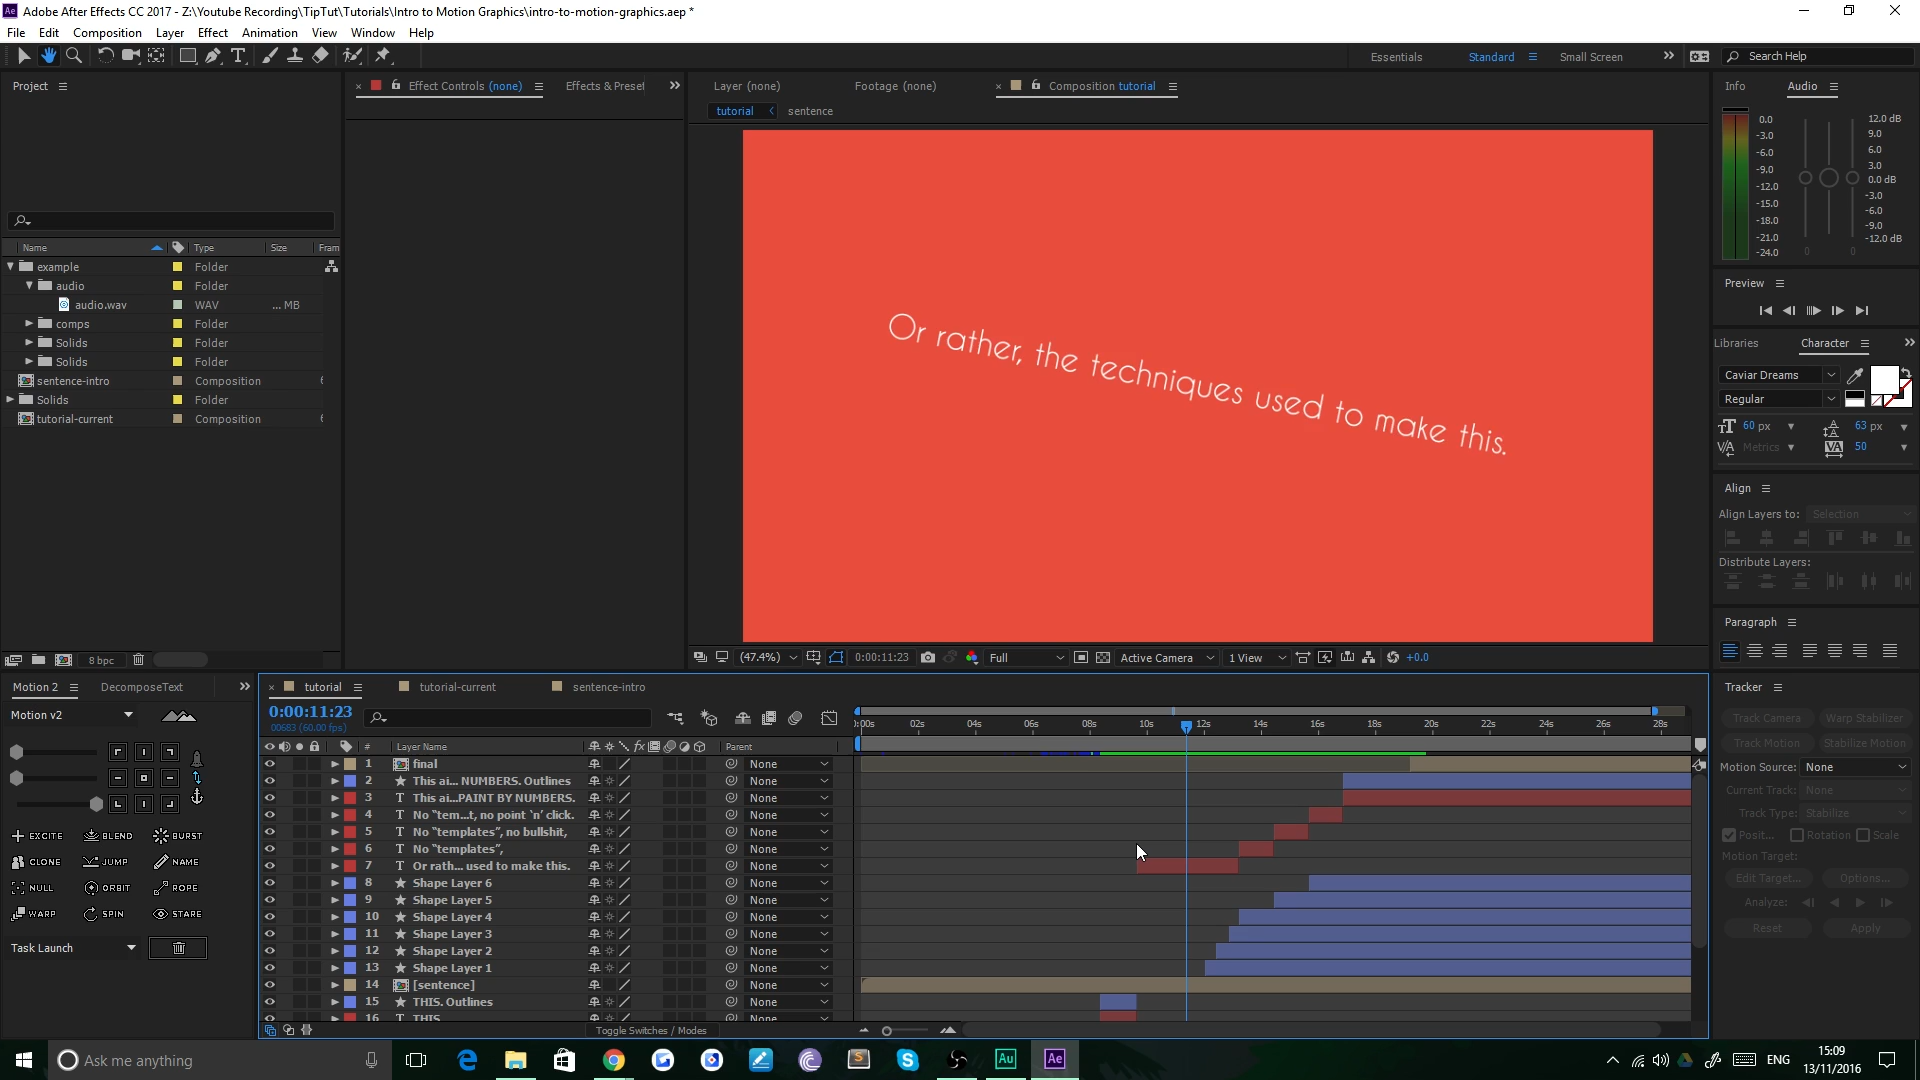 Adobe After Effects CC 2017 - Z:\Youtube Recording\TipTut\Tutorials\Intro to Motion Graphics\intro-to-motion-graphics.aep *
File Edit Composition Layer Effect Animation View Window Help
Essentials Standard Small Screen Search Help
Project
Effect Controls (none) Effects & Preset
Layer (none) Footage (none) Composition tutorial
tutorial sentence
Info Audio
0.0 12.0 dB
-3.0 9.0
-6.0 6.0
-9.0 3.0
-12.0 0.0 dB
-15.0 -3.0
-18.0 -6.0
-21.0 -9.0
-24.0 -12.0 dB
0 0
Name Type Size Fram
example Folder
audio Folder
audio.wav WAV ... MB
comps Folder
Solids Folder
Solids Folder
sentence-intro Composition 6
Solids Folder
tutorial-current Composition 6
8 bpc
Or rather, the techniques used to make this.
(47.4%) 0:00:11:23 Full Active Camera 1 View +0.0
Preview
Libraries Character
Caviar Dreams
Regular
60 px 63 px
Metrics 50
Align
Align Layers to: Selection
Distribute Layers:
Paragraph
Motion 2 DecomposeText
Motion v2
EXCITE BLEND BURST
CLONE JUMP NAME
NULL ORBIT ROPE
WARP SPIN STARE
Task Launch
tutorial tutorial-current sentence-intro
0:00:11:23
00683 (60.00 fps)
:00s 02s 04s 06s 08s 10s 12s 14s 16s 18s 20s 22s 24s 26s 28s
# Layer Name Parent
1 final None
2 This ai... NUMBERS. Outlines None
3 This ai...PAINT BY NUMBERS. None
4 No “tem...t, no point ‘n’ click. None
5 No “templates”, no bullshit, None
6 No “templates”, None
7 Or rath... used to make this. None
8 Shape Layer 6 None
9 Shape Layer 5 None
10 Shape Layer 4 None
11 Shape Layer 3 None
12 Shape Layer 2 None
13 Shape Layer 1 None
14 [sentence] None
15 THIS. Outlines None
16 THIS None
Toggle Switches / Modes
Tracker
Track Camera Warp Stabilizer
Track Motion Stabilize Motion
Motion Source: None
Current Track: None
Track Type: Stabilize
Posit... Rotation Scale
Motion Target:
Edit Target... Options...
Analyze:
Reset Apply
Ask me anything
Au Ae
ENG
15:09
13/11/2016